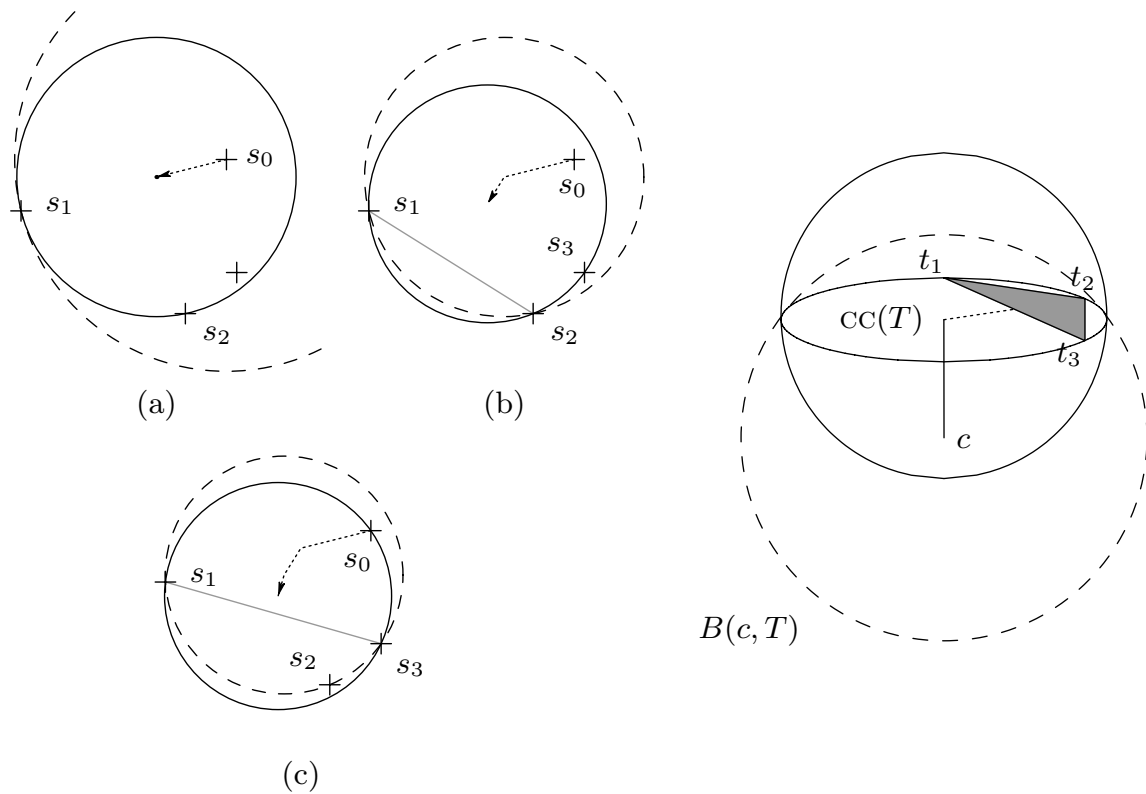 s₀
s₁
s₂
(a)
s₁
s₀
s₃
s₂
(b)
s₀
s₁
s₂
s₃
(c)
t₁
t₂
CC(T)
t₃
c
B(c, T)